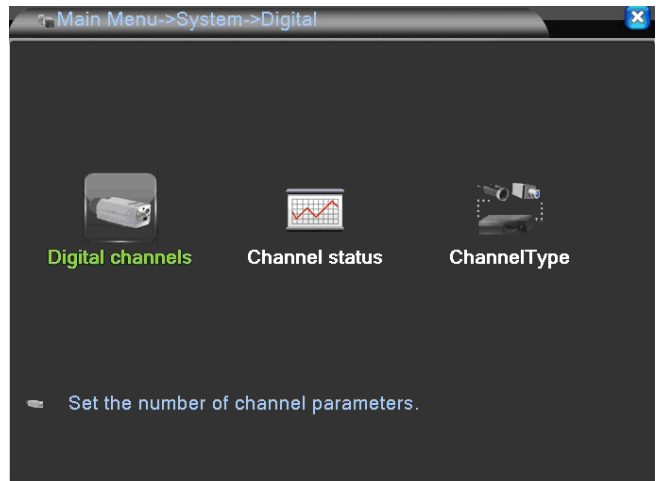 Main Menu->System->Digital
Digital channels
Channel status
ChannelType
Set the number of channel parameters.